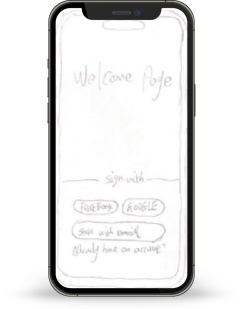 Welcome Page
sign with
FACEBOOK
GOOGLE
Sign with Email
Already have an account?